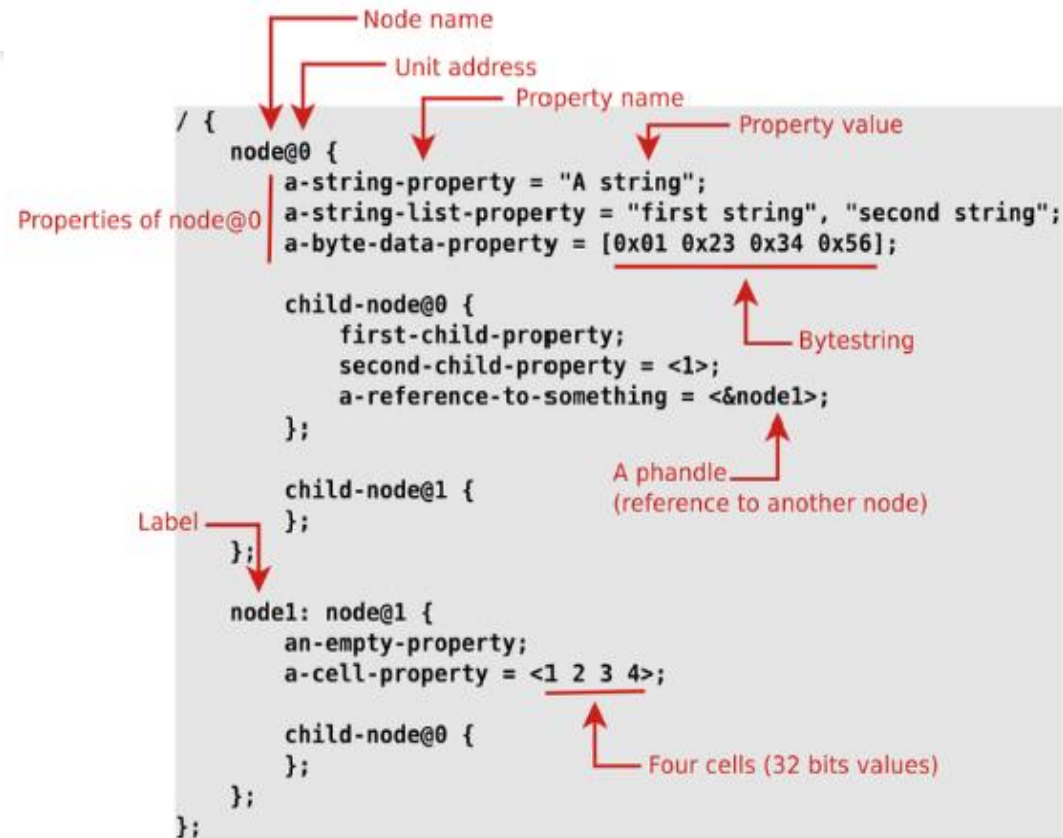 Node name
Unit address
Property name
Property value
/ {
node@0 {
a-string-property = "A string";
Properties of node@0
a-string-list-property = "first string", "second string";
a-byte-data-property = [0x01 0x23 0x34 0x56];
child-node@0 {
first-child-property;
Bytestring
second-child-property = <1>;
a-reference-to-something = <&node1>;
};
A phandle
(reference to another node)
child-node@1 {
Label
};
};
node1: node@1 {
an-empty-property;
a-cell-property = <1 2 3 4>;
child-node@0 {
};
Four cells (32 bits values)
};
};